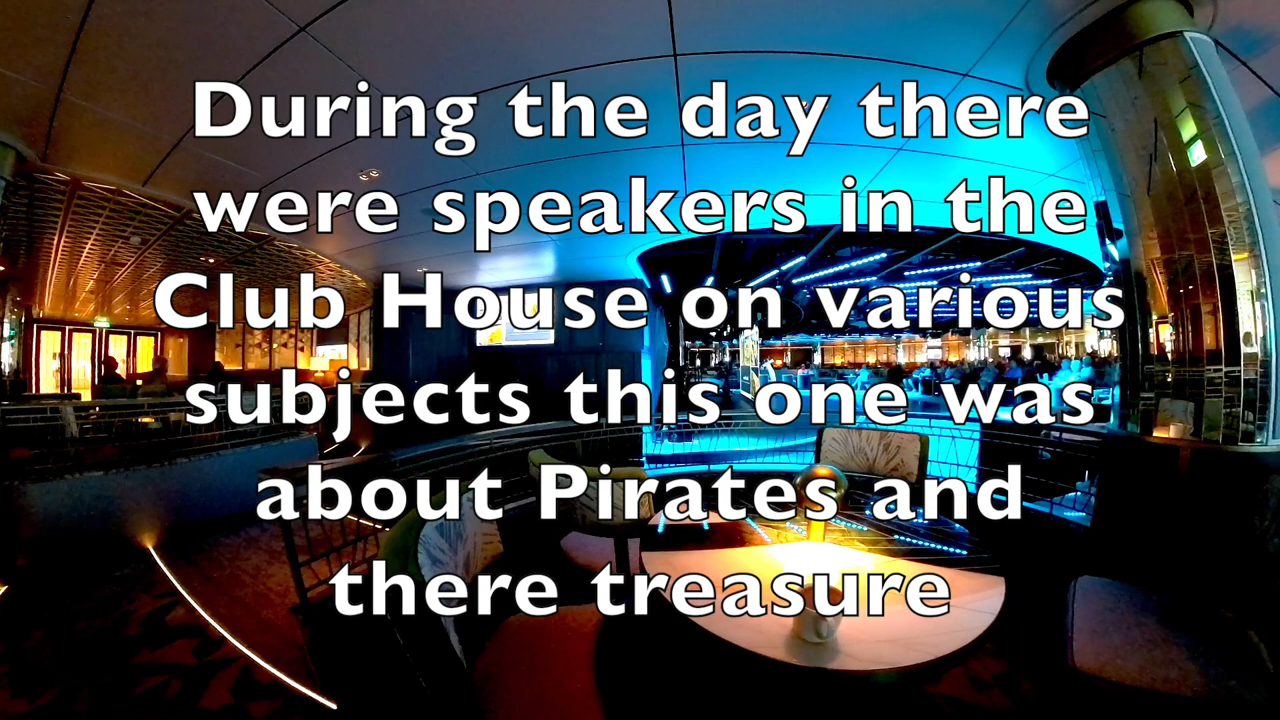 During the day there
were speakers in the
Club House on various
subjects this one was
about Pirates and
there treasure